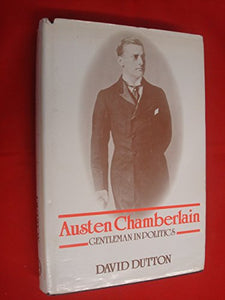 Austen Chamberlain
GENTLEMAN IN POLITICS
DAVID DUTTON